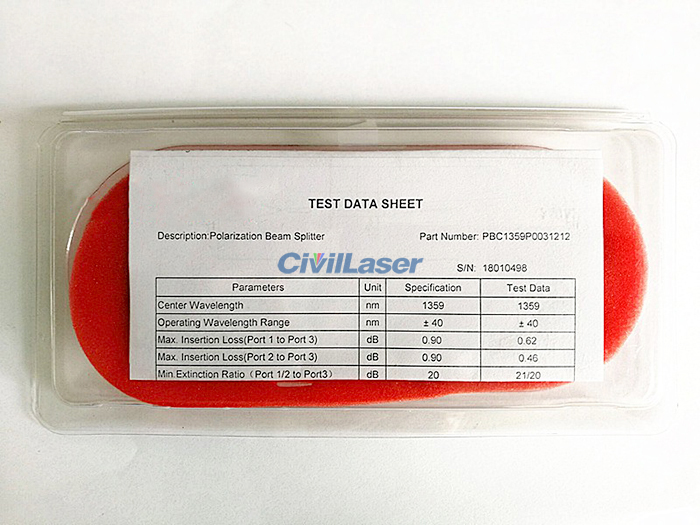 TEST DATA SHEET
Description:Polarization Beam Splitter Part Number: PBC1359P0031212
CivilLaser
S/N: 18010498
Parameters Unit Specification Test Data
Center Wavelength nm 1359 1359
Operating Wavelength Range nm ± 40 ± 40
Max. Insertion Loss(Port 1 to Port 3) dB 0.90 0.62
Max. Insertion Loss(Port 2 to Port 3) dB 0.90 0.46
Min.Extinction Ratio（Port 1/2 to Port3） dB 20 21/20